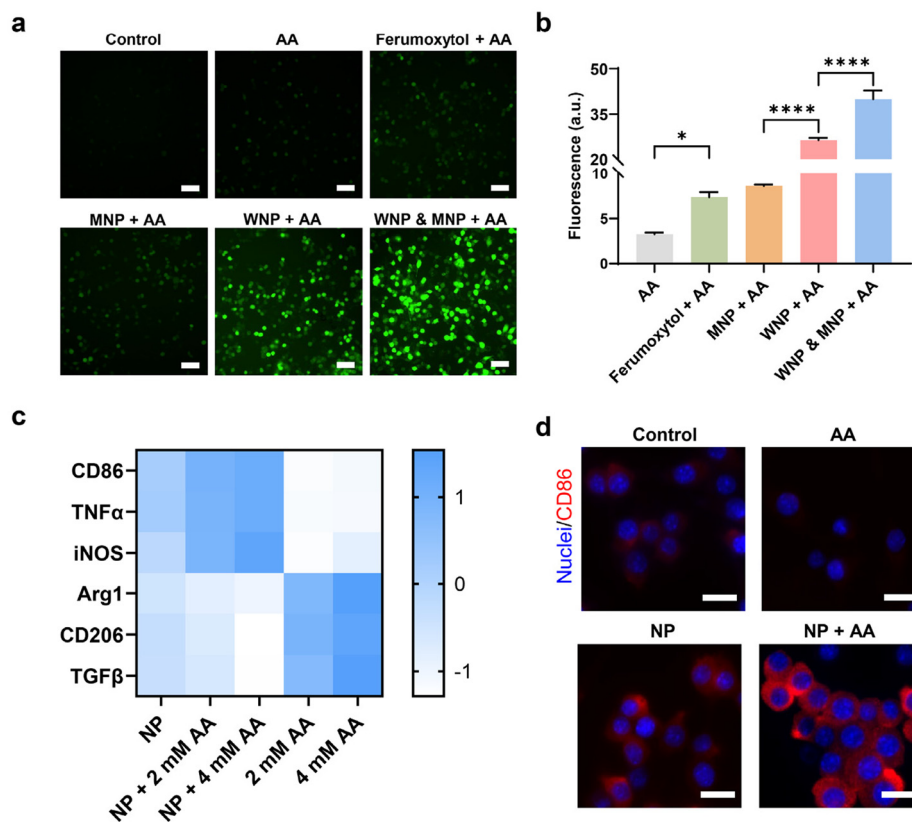 a
Control
AA
Ferumoxytol + AA
MNP + AA
WNP + AA
WNP & MNP + AA
b
Fluorescence (a.u.)
50
35
20
10
5
0
*
****
****
AA
Ferumoxytol + AA
MNP + AA
WNP + AA
WNP & MNP + AA
c
CD86
TNFα
iNOS
Arg1
CD206
TGFβ
NP
NP + 2 mM AA
NP + 4 mM AA
2 mM AA
4 mM AA
1
0
-1
d
Nuclei/CD86
Control
AA
NP
NP + AA